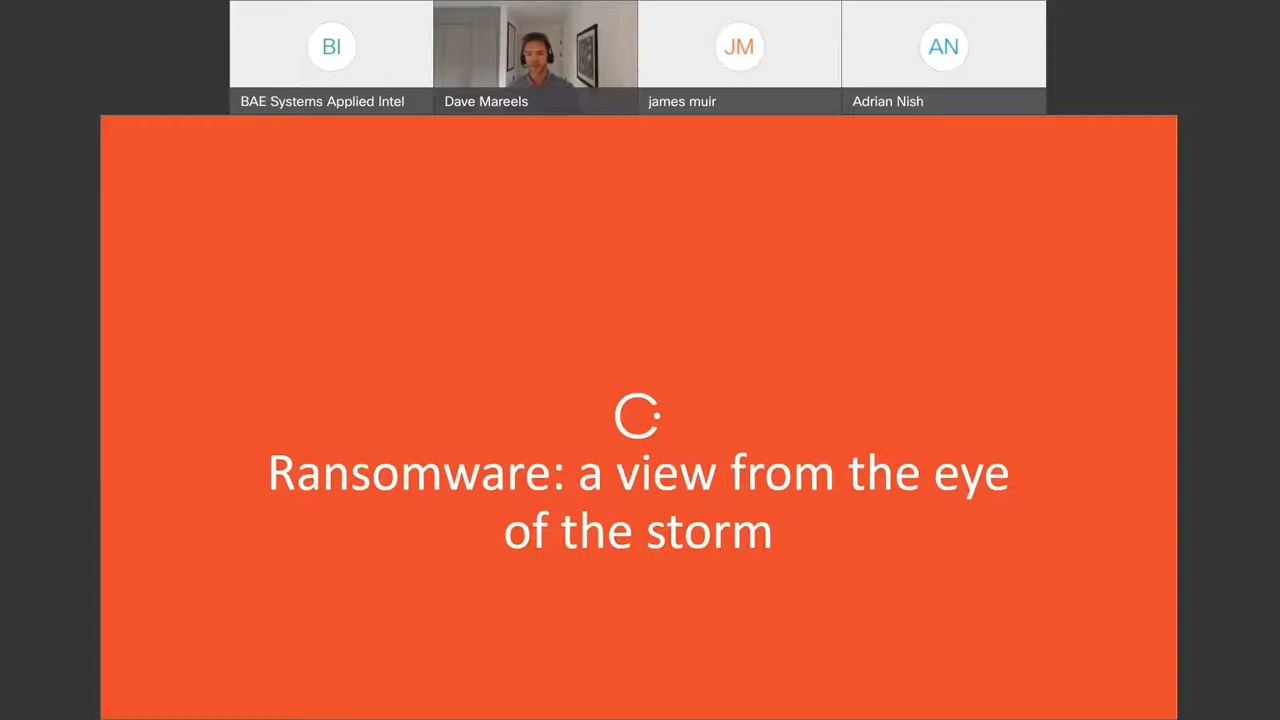 BI
JM
AN
BAE Systems Applied Intel
Dave Mareels
james muir
Adrian Nish
Ransomware: a view from the eye
of the storm